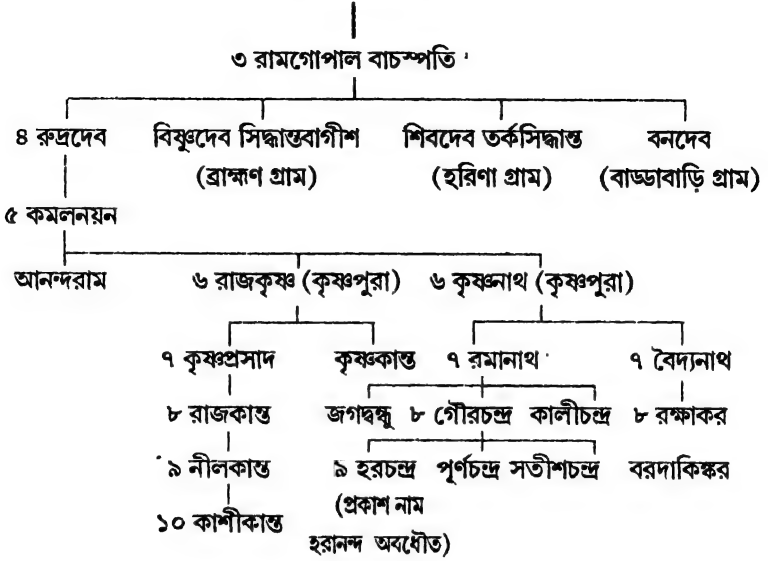 ৩ রামগোপাল বাচস্পতি
৪ রুদ্রদেব বিষ্ণুদেব সিদ্ধান্তবাগীশ শিবদেব তর্কসিদ্ধান্ত বনদেব
(ব্রাহ্মণ গ্রাম) (হরিণা গ্রাম) (বাড্ডাবাড়ি গ্রাম)
৫ কমলনয়ন
আনন্দরাম ৬ রাজকৃষ্ণ (কৃষ্ণপুরা) ৬ কৃষ্ণনাথ (কৃষ্ণপুরা)
৭ কৃষ্ণপ্রসাদ কৃষ্ণকান্ত ৭ রমানাথ ৭ বৈদ্যনাথ
৮ রাজকান্ত জগদ্বন্ধু ৮ গৌরচন্দ্র কালীচন্দ্র ৮ রক্ষাকর
৯ নীলকান্ত ৯ হরচন্দ্র পূর্ণচন্দ্র সতীশচন্দ্র বরদাকিঙ্কর
(প্রকাশ নাম
১০ কাশীকান্ত
হরানন্দ অবধৌত)